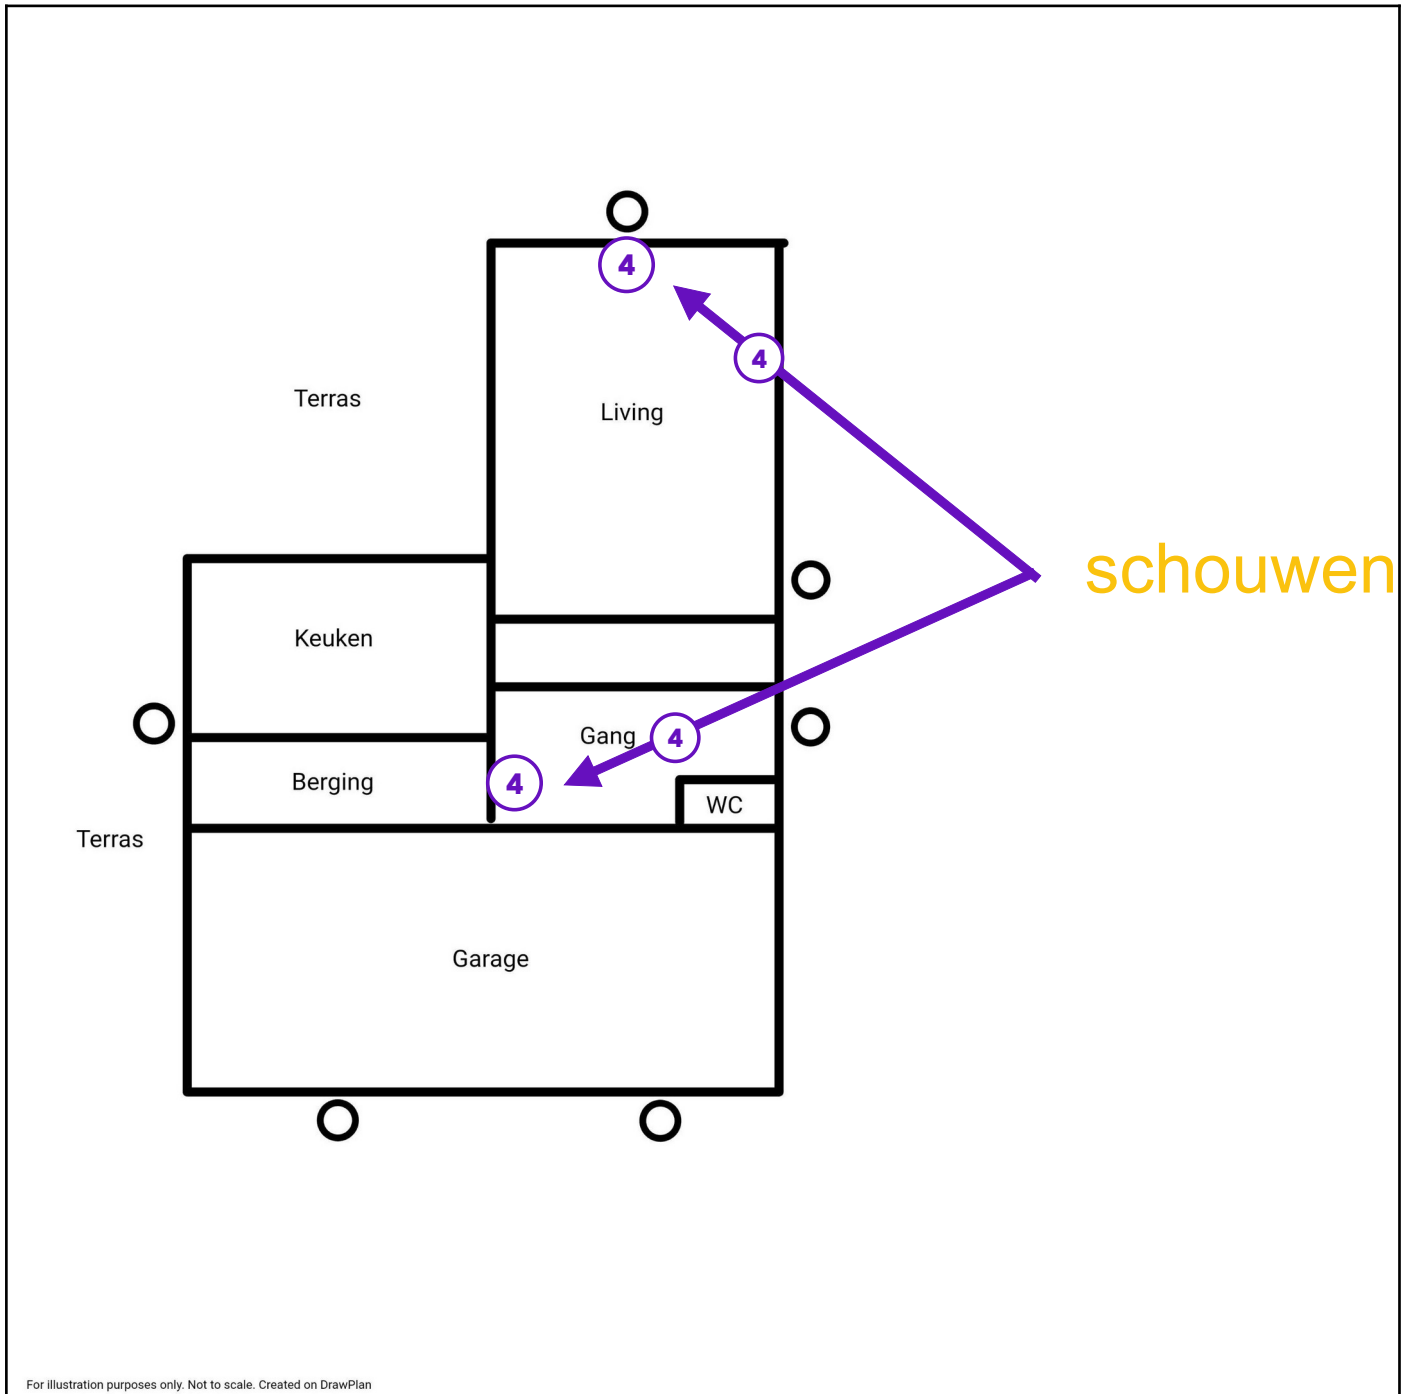 4
4
Terras
Living
schouwen
Keuken
Gang
4
Berging
4
WC
Terras
Garage
For illustration purposes only. Not to scale. Created on DrawPlan